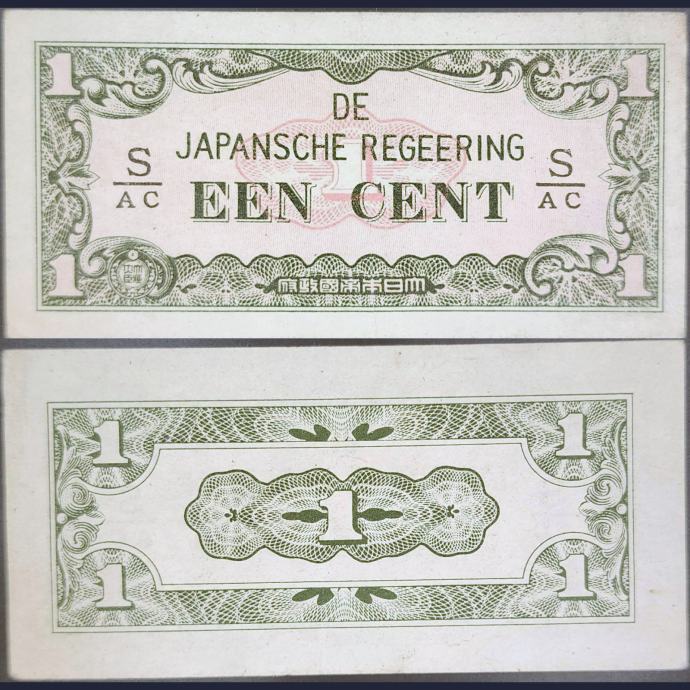 1 1
DE
JAPANSCHE REGEERING
S
AC
EEN CENT
S
AC
1
1 1
府政國帝本日大
1 1
1
1 1